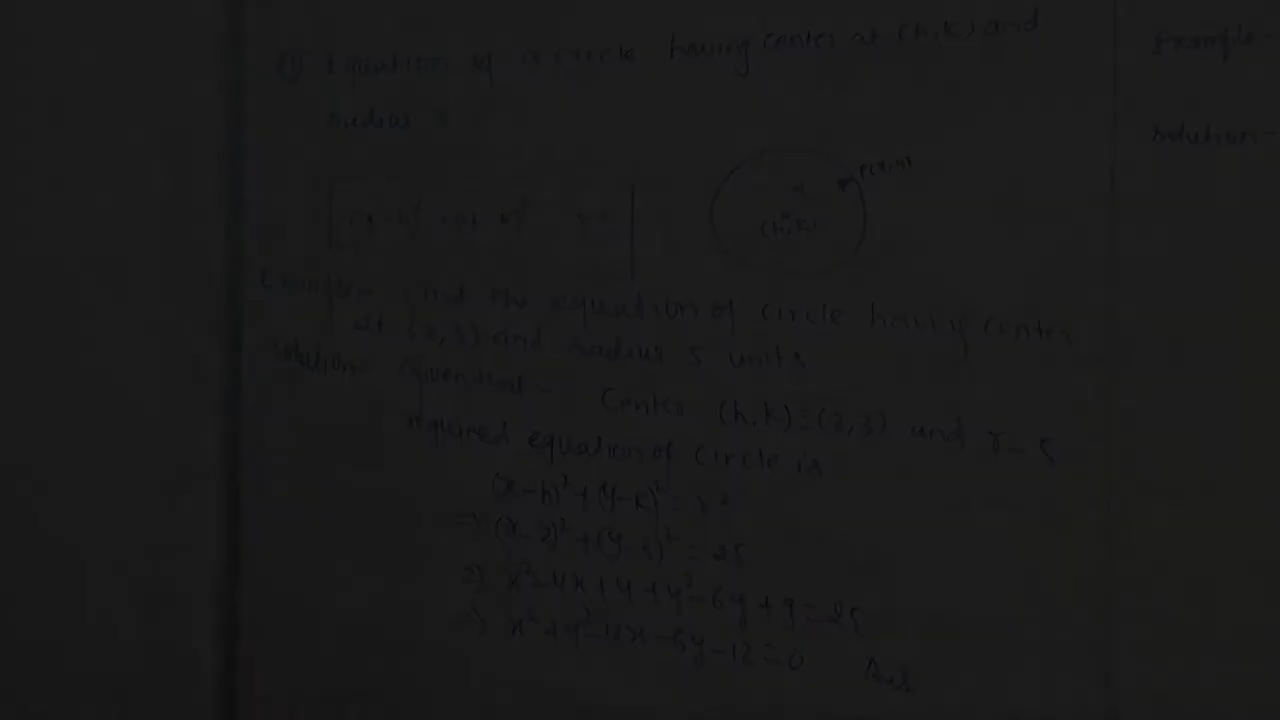 (1) Equation of a circle having center at (h,k) and
radius
P(x,y)
(h,k)
Example- find the equation of circle having center
at (2,3) and radius 5 units
solution- Given that - Center (h,k)=(2,3) and r=5
required equation of circle is
(x-h)²+(y-k)²=r²
=> (x-2)²+(y-3)²=25
=> x²-4x+4+y²-6y+9=25
=> x²+y²-4x-6y-12=0 Ans
Example-
solution-